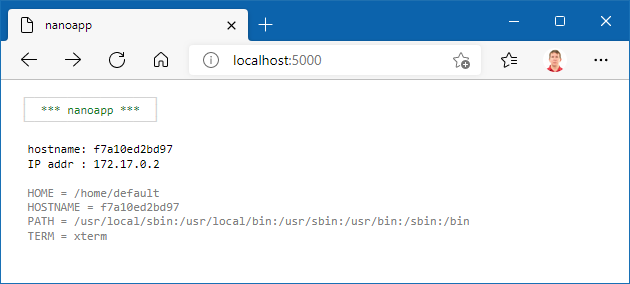 nanoapp
localhost:5000
*** nanoapp ***
hostname: f7a10ed2bd97
IP addr : 172.17.0.2
HOME = /home/default
HOSTNAME = f7a10ed2bd97
PATH = /usr/local/sbin:/usr/local/bin:/usr/sbin:/usr/bin:/sbin:/bin
TERM = xterm